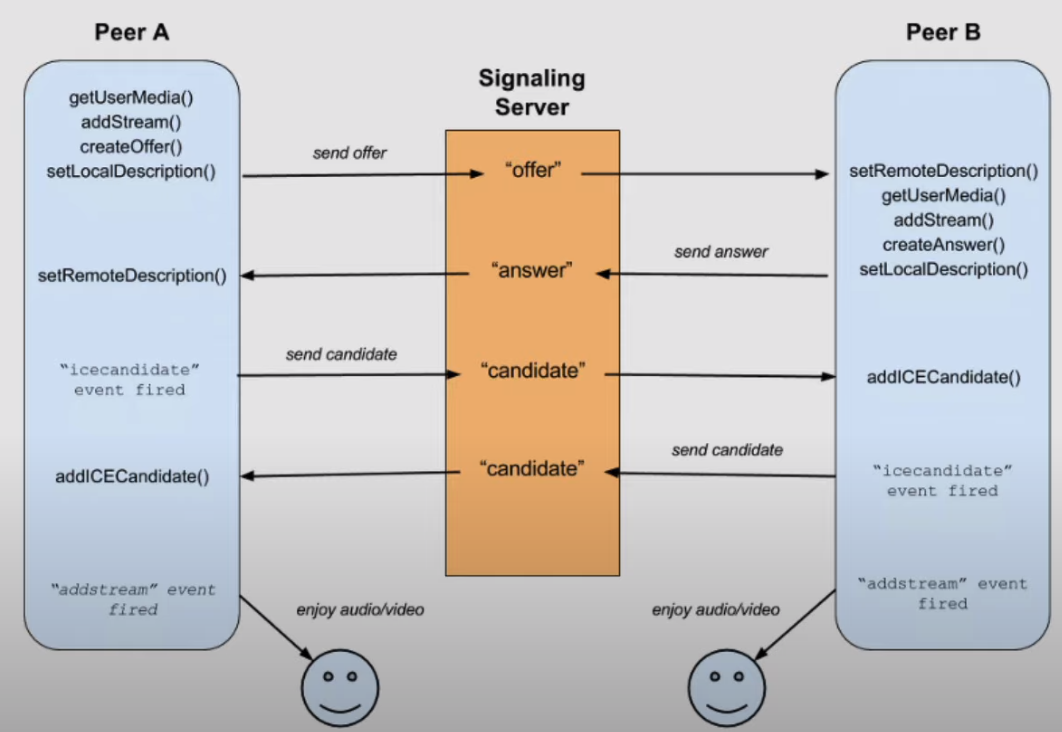 Peer A
Peer B
Signaling
Server
getUserMedia()
addStream()
createOffer()
setLocalDescription()
send offer
“offer”
setRemoteDescription()
getUserMedia()
addStream()
createAnswer()
setLocalDescription()
send answer
“answer”
setRemoteDescription()
“icecandidate”
event fired
send candidate
“candidate”
addICECandidate()
send candidate
“candidate”
addICECandidate()
“icecandidate”
event fired
“addstream” event
fired
enjoy audio/video
enjoy audio/video
“addstream” event
fired